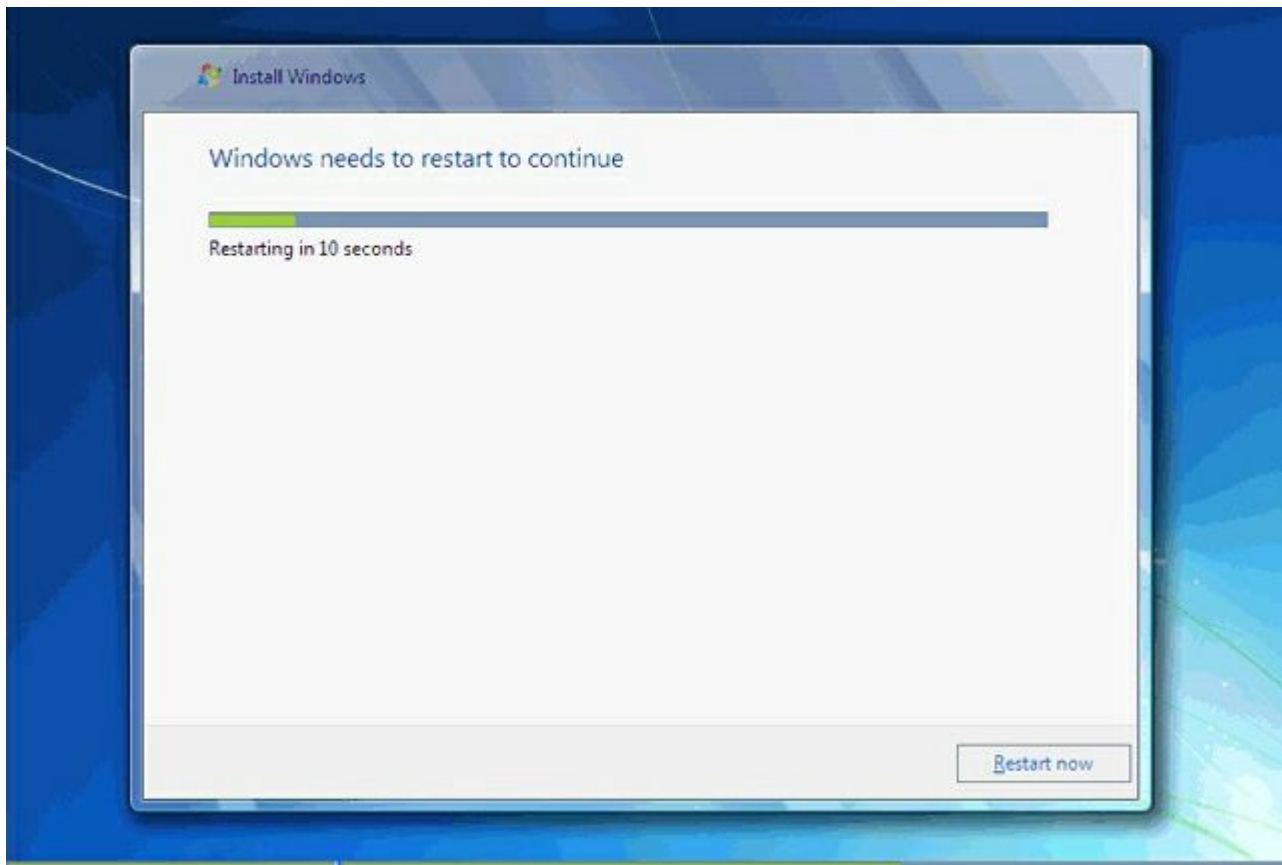 Install Windows
Windows needs to restart to continue
Restarting in 10 seconds
Restart now